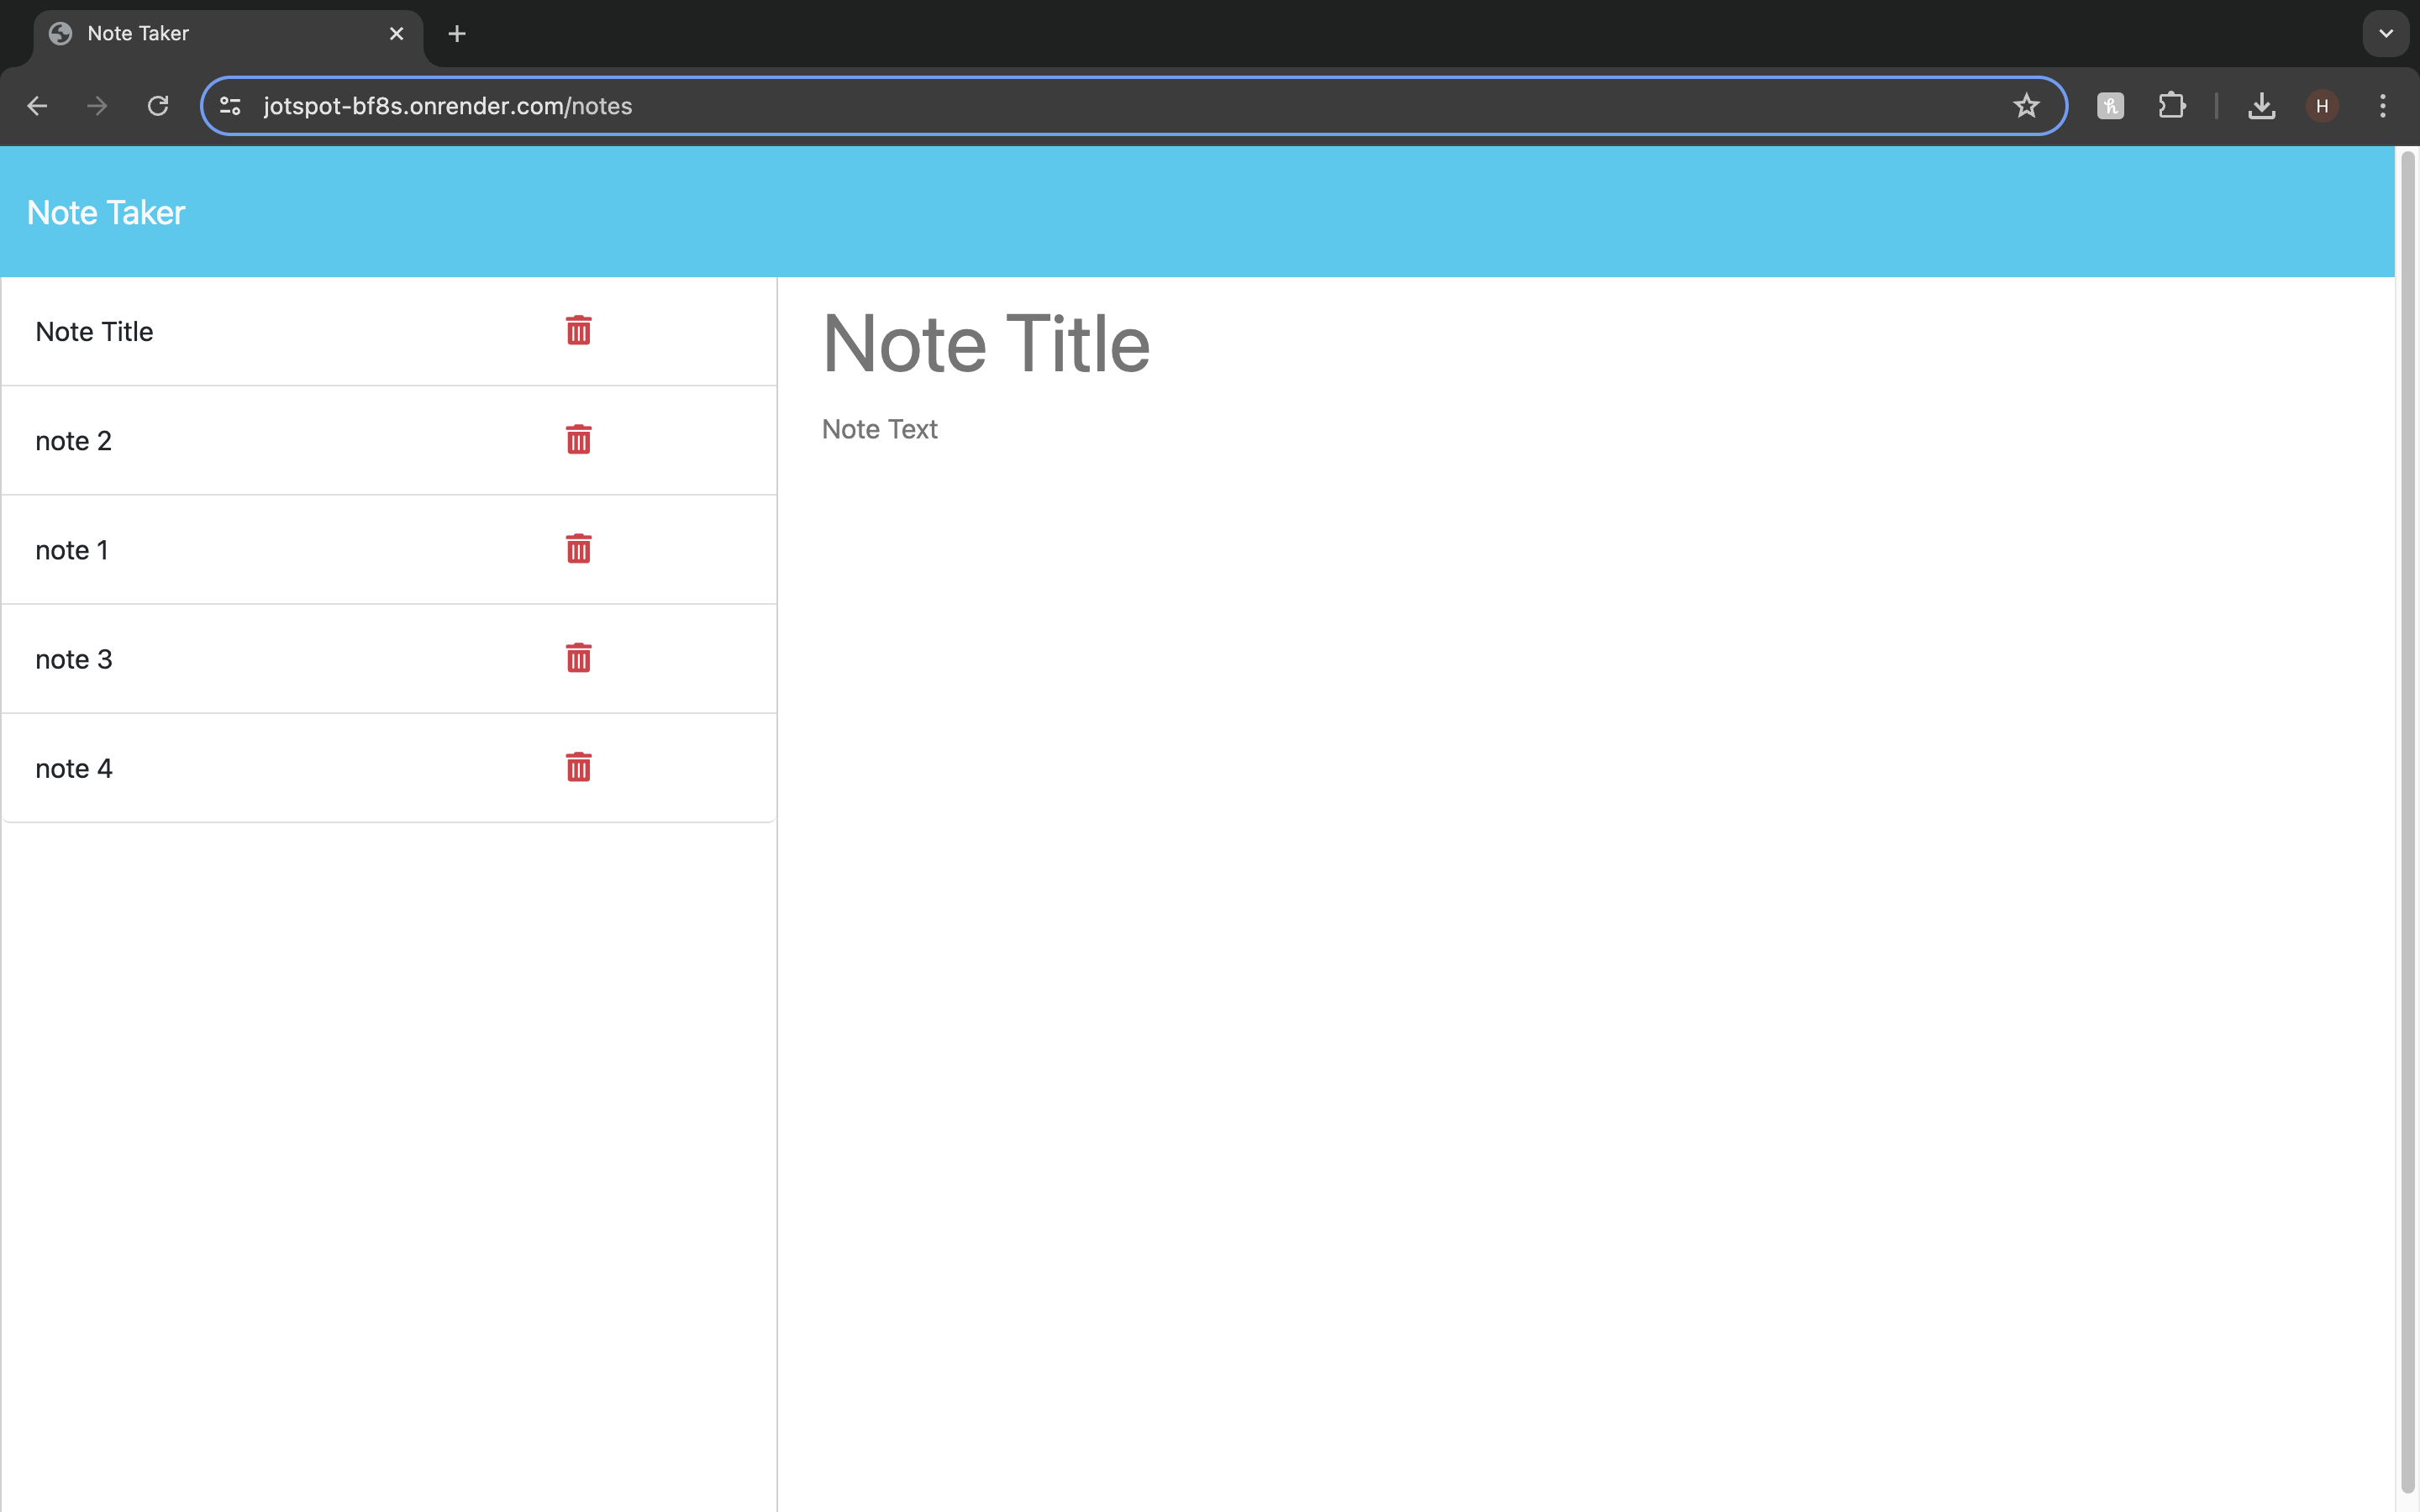 Note Taker
jotspot-bf8s.onrender.com/notes
H
Note Taker
Note Title
note 2
note 1
note 3
note 4
Note Title
Note Text